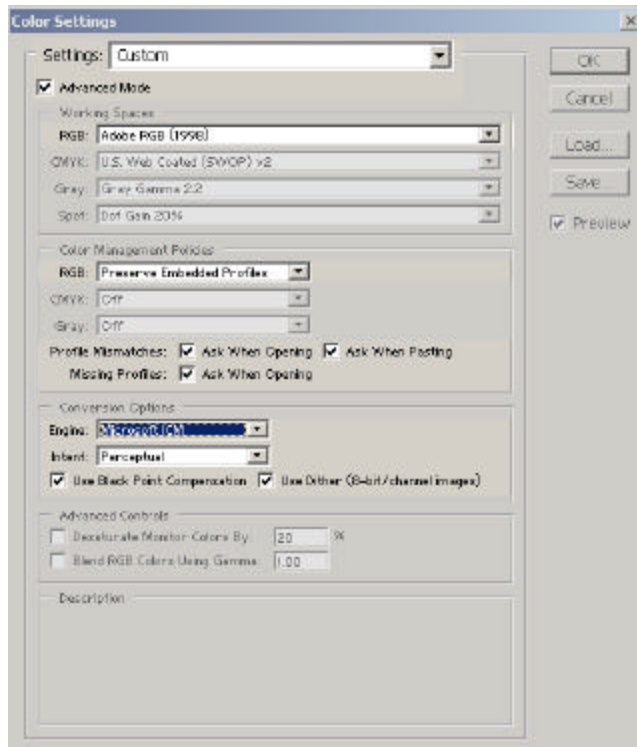 Color Settings
Settings: Custom
OK
Advanced Mode
Cancel
Working Spaces
RGB: Adobe RGB (1998)
Load...
CMYK: U.S. Web Coated (SWOP) v2
Save...
Gray: Gray Gamma 2.2
Spot: Dot Gain 20%
Preview
Color Management Policies
RGB: Preserve Embedded Profiles
CMYK: Off
Gray: Off
Profile Mismatches: Ask When Opening Ask When Pasting
Missing Profiles: Ask When Opening
Conversion Options
Engine: Microsoft ICM
Intent: Perceptual
Use Black Point Compensation Use Dither (8-bit/channel images)
Advanced Controls
Desaturate Monitor Colors By: 20 %
Blend RGB Colors Using Gamma: 1.00
Description